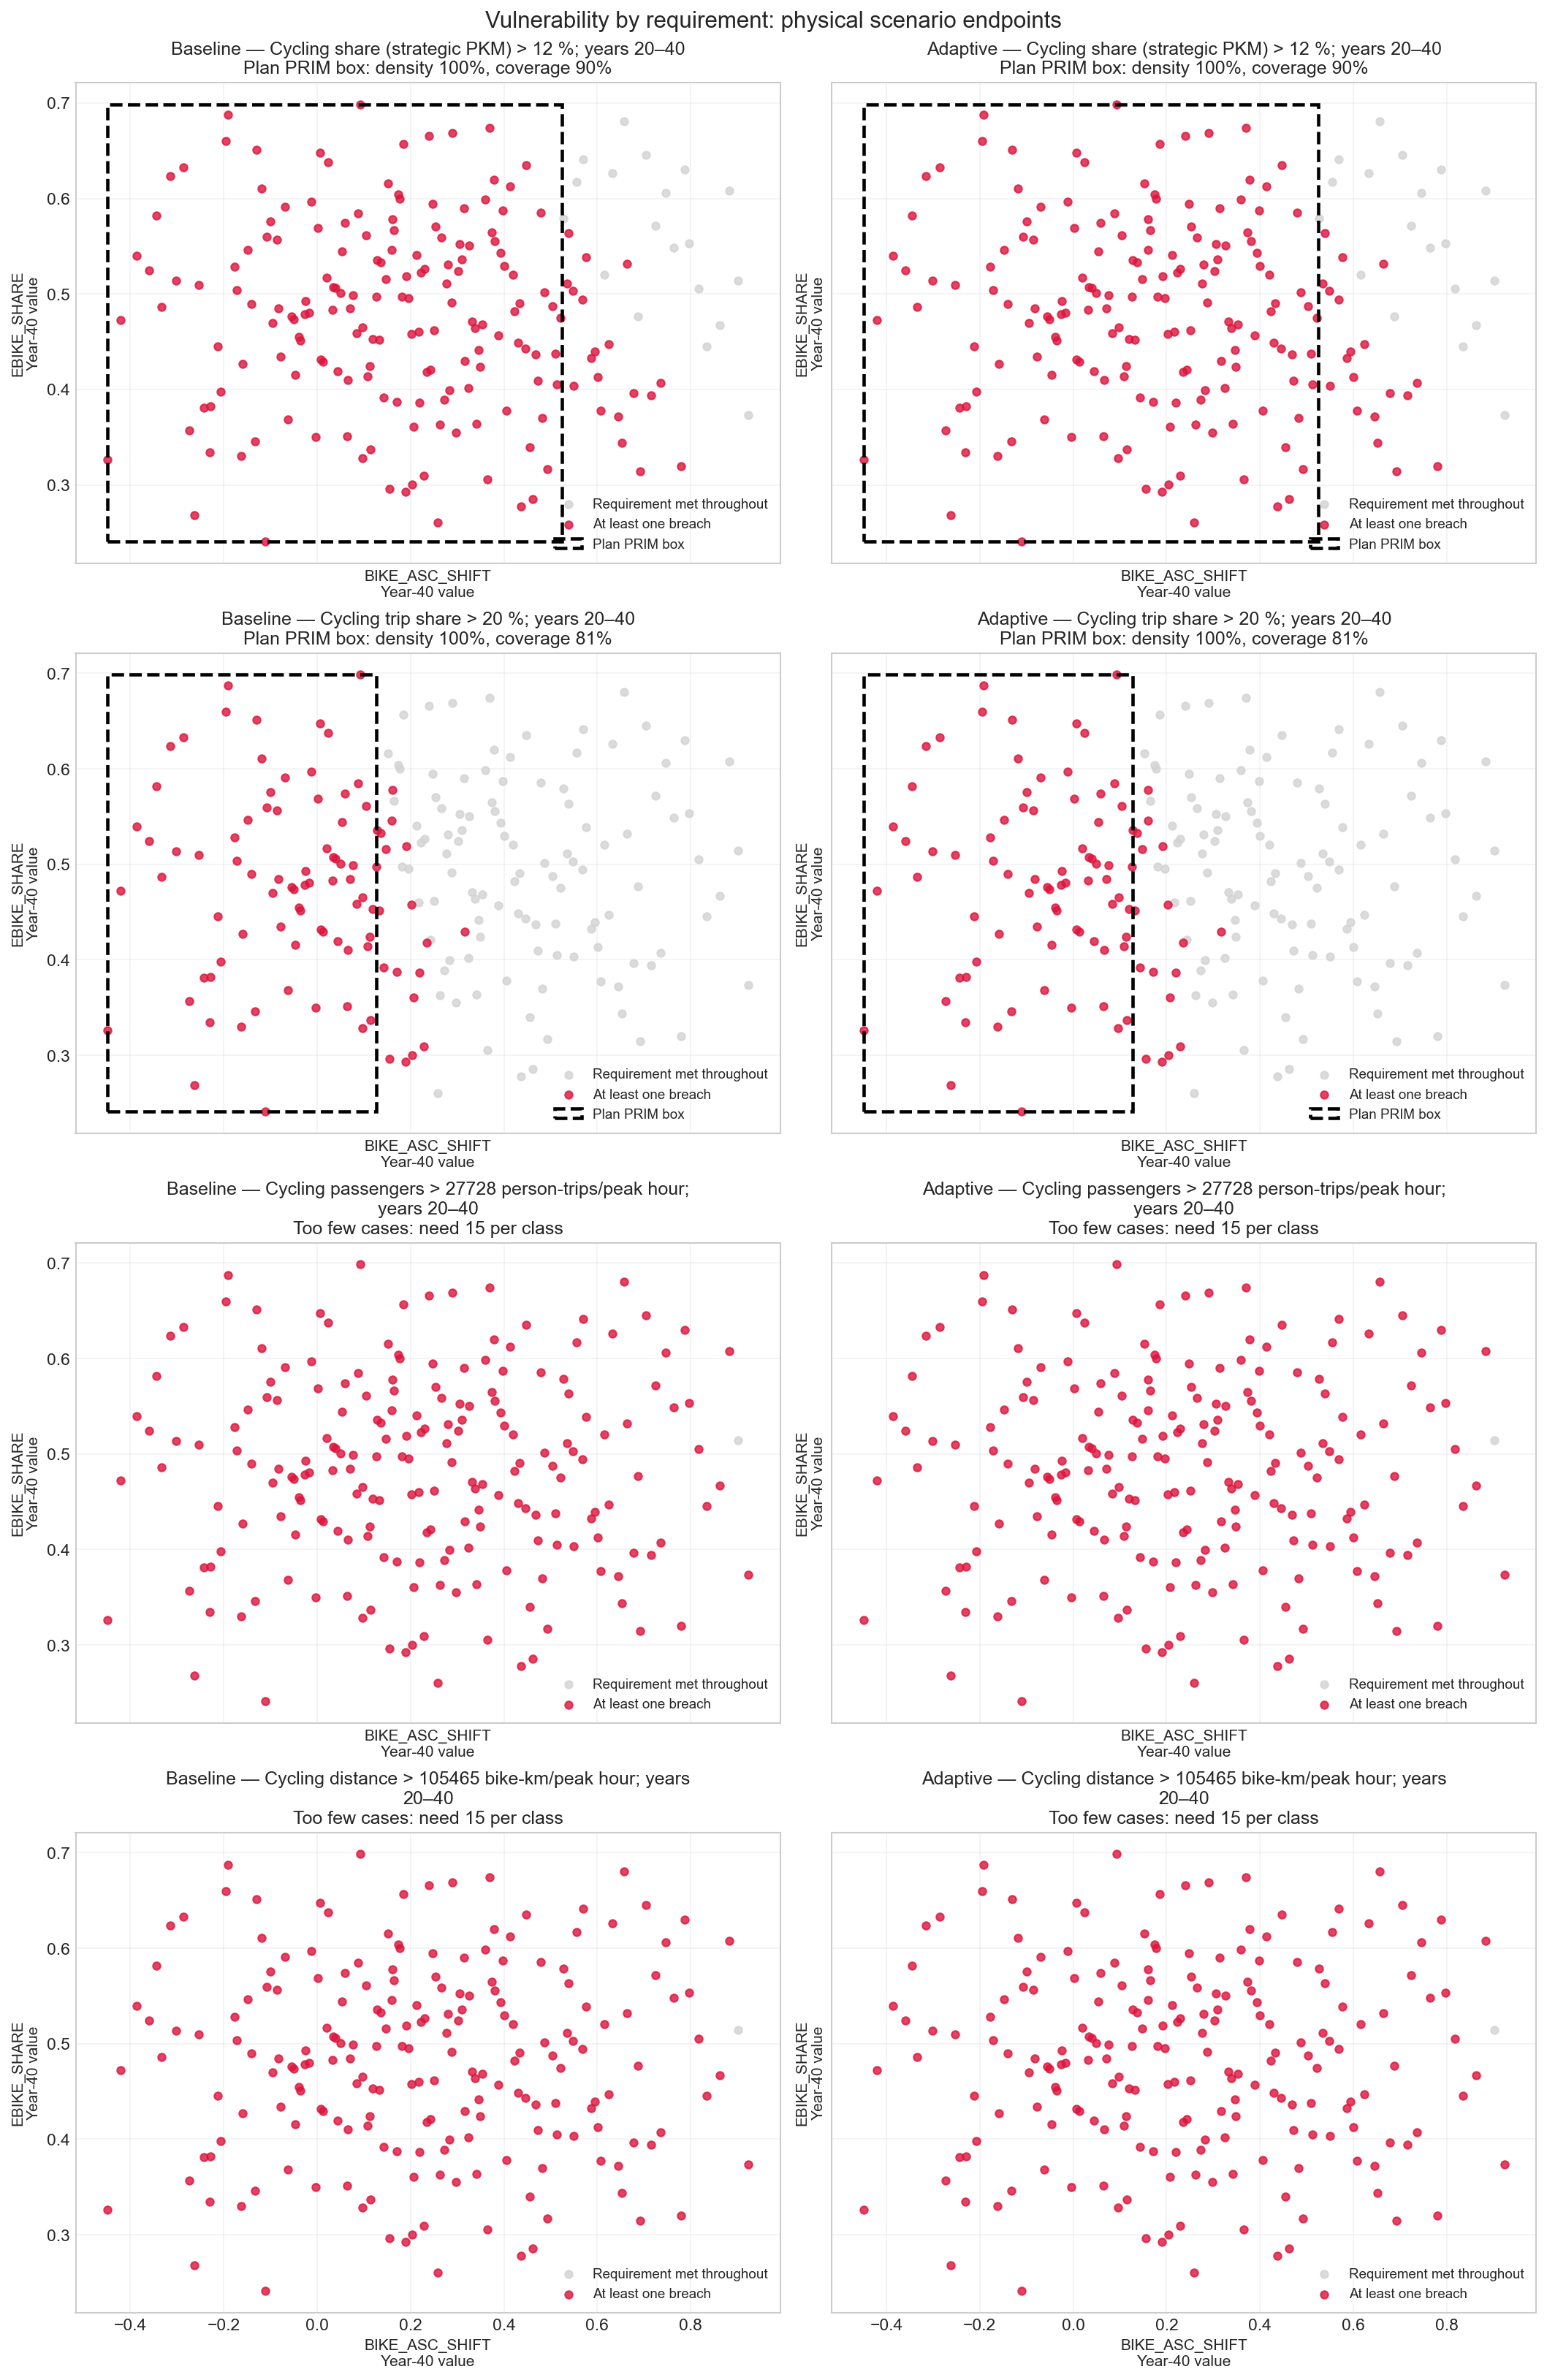 Vulnerability by requirement: physical scenario endpoints
Baseline — Cycling share (strategic PKM) > 12 %; years 20–40
Plan PRIM box: density 100%, coverage 90%
0.7
0.6
0.5
0.4
0.3
EBIKE_SHARE
Year-40 value
Requirement met throughout
At least one breach
Plan PRIM box
BIKE_ASC_SHIFT
Year-40 value
Adaptive — Cycling share (strategic PKM) > 12 %; years 20–40
Plan PRIM box: density 100%, coverage 90%
EBIKE_SHARE
Year-40 value
Requirement met throughout
At least one breach
Plan PRIM box
BIKE_ASC_SHIFT
Year-40 value
Baseline — Cycling trip share > 20 %; years 20–40
Plan PRIM box: density 100%, coverage 81%
0.7
0.6
0.5
0.4
0.3
EBIKE_SHARE
Year-40 value
Requirement met throughout
At least one breach
Plan PRIM box
BIKE_ASC_SHIFT
Year-40 value
Adaptive — Cycling trip share > 20 %; years 20–40
Plan PRIM box: density 100%, coverage 81%
EBIKE_SHARE
Year-40 value
Requirement met throughout
At least one breach
Plan PRIM box
BIKE_ASC_SHIFT
Year-40 value
Baseline — Cycling passengers > 27728 person-trips/peak hour;
years 20–40
Too few cases: need 15 per class
0.7
0.6
0.5
0.4
0.3
EBIKE_SHARE
Year-40 value
Requirement met throughout
At least one breach
BIKE_ASC_SHIFT
Year-40 value
Adaptive — Cycling passengers > 27728 person-trips/peak hour;
years 20–40
Too few cases: need 15 per class
EBIKE_SHARE
Year-40 value
Requirement met throughout
At least one breach
BIKE_ASC_SHIFT
Year-40 value
Baseline — Cycling distance > 105465 bike-km/peak hour; years
20–40
Too few cases: need 15 per class
0.7
0.6
0.5
0.4
0.3
EBIKE_SHARE
Year-40 value
Requirement met throughout
At least one breach
−0.4 −0.2 0.0 0.2 0.4 0.6 0.8
BIKE_ASC_SHIFT
Year-40 value
Adaptive — Cycling distance > 105465 bike-km/peak hour; years
20–40
Too few cases: need 15 per class
EBIKE_SHARE
Year-40 value
Requirement met throughout
At least one breach
−0.4 −0.2 0.0 0.2 0.4 0.6 0.8
BIKE_ASC_SHIFT
Year-40 value